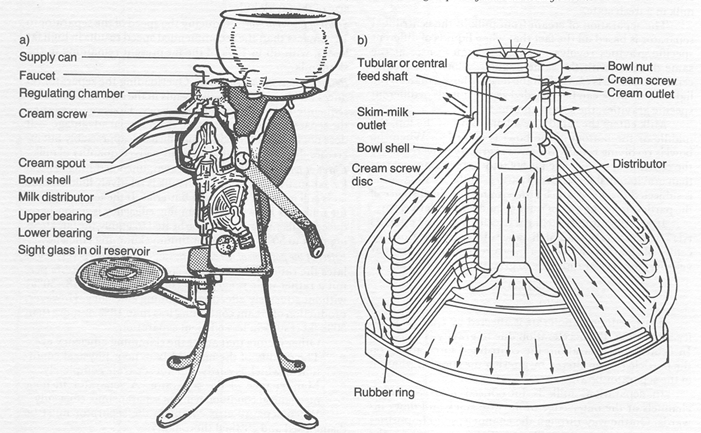 a)
Supply can
Faucet
Regulating chamber
Cream screw
Cream spout
Bowl shell
Milk distributor
Upper bearing
Lower bearing
Sight glass in oil reservoir
b)
Tubular or central
feed shaft
Skim-milk
outlet
Bowl shell
Cream screw
disc
Bowl nut
Cream screw
Cream outlet
Distributor
Rubber ring